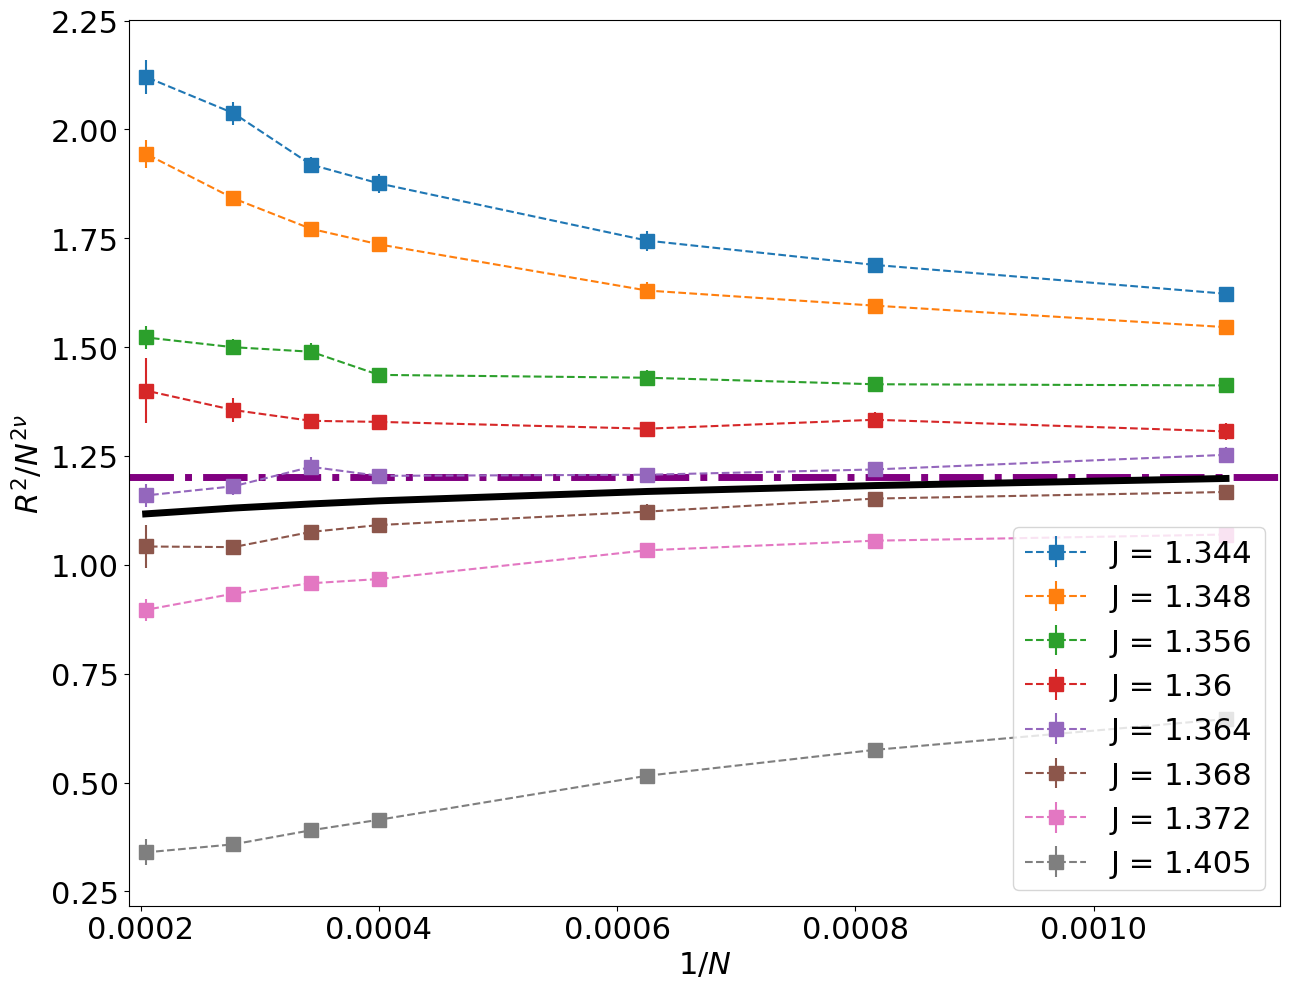 2.25
2.00
1.75
1.50
1.25
1.00
0.75
0.50
0.25
R²/N²ᵛ
0.0002 0.0004 0.0006 0.0008 0.0010
1/N
J = 1.344
J = 1.348
J = 1.356
J = 1.36
J = 1.364
J = 1.368
J = 1.372
J = 1.405